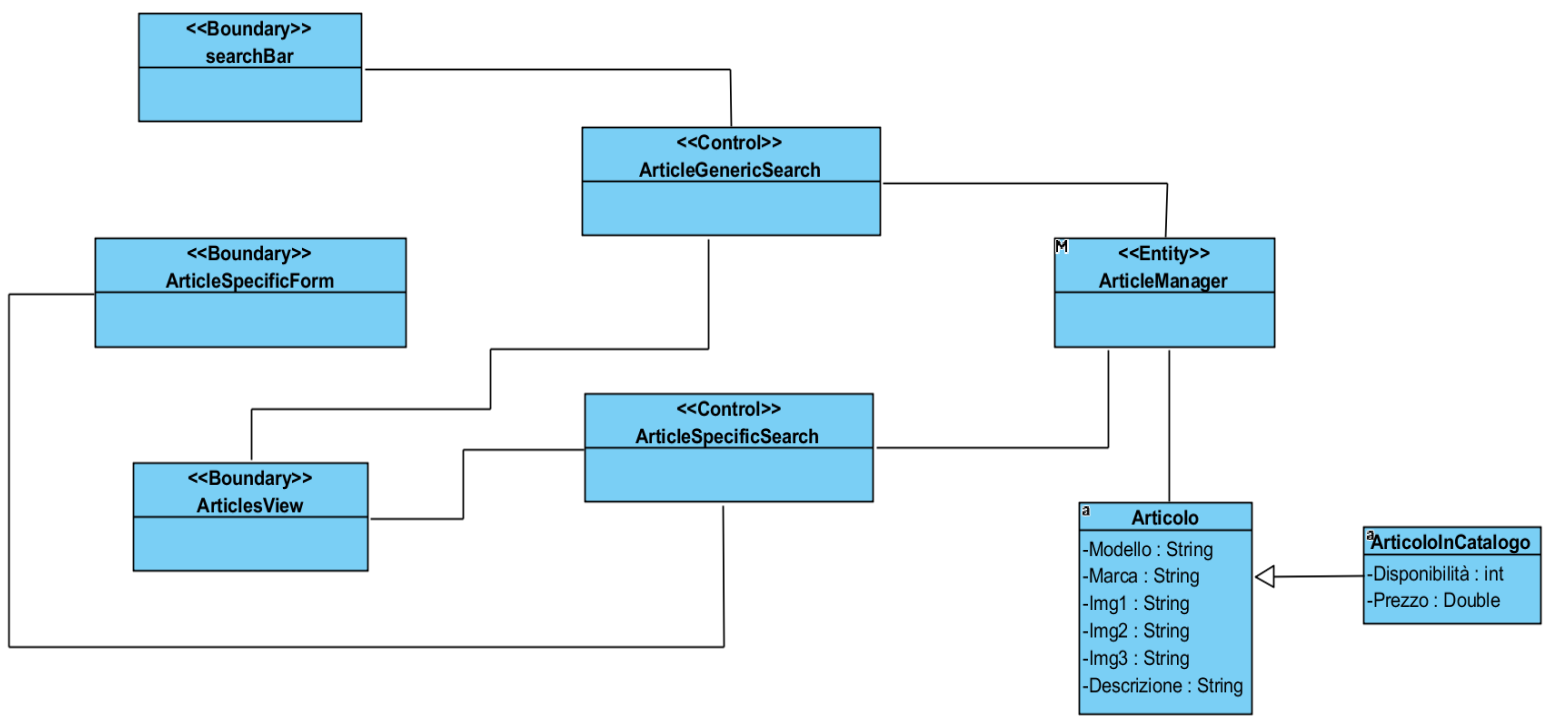 <<Boundary>>
searchBar
<<Control>>
ArticleGenericSearch
<<Boundary>>
ArticleSpecificForm
M
<<Entity>>
ArticleManager
<<Control>>
ArticleSpecificSearch
<<Boundary>>
ArticlesView
a
Articolo
-Modello : String
-Marca : String
-Img1 : String
-Img2 : String
-Img3 : String
-Descrizione : String
a
ArticoloInCatalogo
-Disponibilità : int
-Prezzo : Double